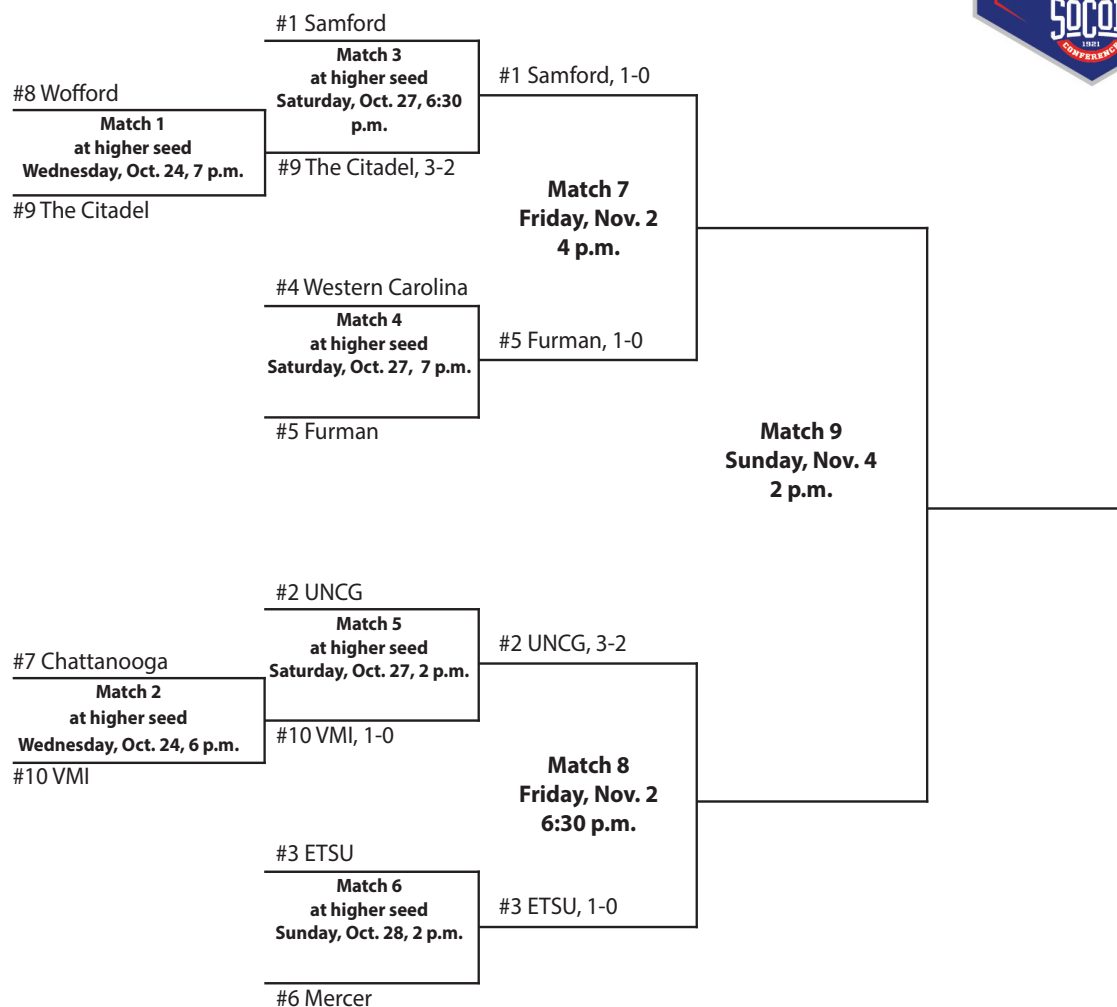 #1 Samford
Match 3
at higher seed
Saturday, Oct. 27, 6:30
p.m.
#1 Samford, 1-0
#8 Wofford
Match 1
at higher seed
Wednesday, Oct. 24, 7 p.m.
#9 The Citadel, 3-2
#9 The Citadel
Match 7
Friday, Nov. 2
4 p.m.
#4 Western Carolina
Match 4
at higher seed
Saturday, Oct. 27, 7 p.m.
#5 Furman, 1-0
#5 Furman
Match 9
Sunday, Nov. 4
2 p.m.
#2 UNCG
Match 5
at higher seed
Saturday, Oct. 27, 2 p.m.
#2 UNCG, 3-2
#7 Chattanooga
Match 2
at higher seed
Wednesday, Oct. 24, 6 p.m.
#10 VMI, 1-0
#10 VMI
Match 8
Friday, Nov. 2
6:30 p.m.
#3 ETSU
Match 6
at higher seed
Sunday, Oct. 28, 2 p.m.
#3 ETSU, 1-0
#6 Mercer
1921